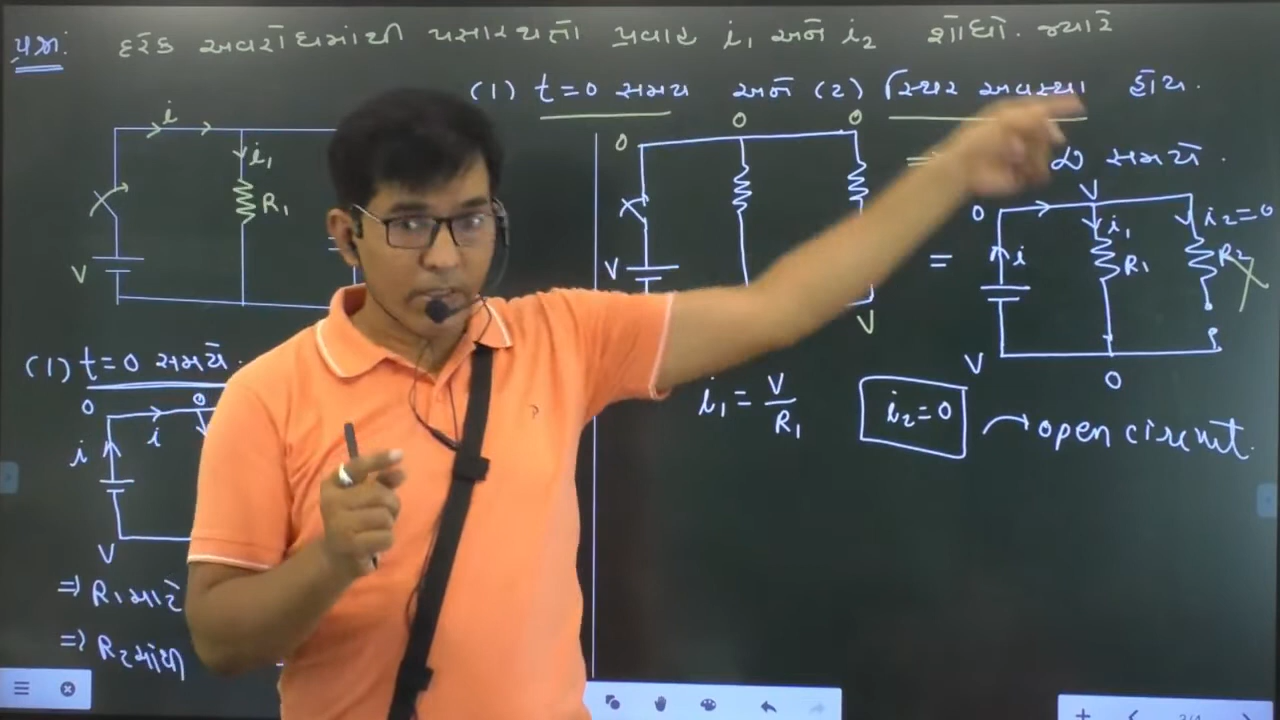 પ્રશ્ન: દરેક અવરોધમાંથી પસાર થતો પ્રવાહ i₁ અને i₂ શોધો. જ્યારે
(1) t=0 સમય અને (2) સ્થિર અવસ્થા હોય.
i
i₁
R₁
V
0
0
0
V
V
સમયે.
0
V
i
i₁
R₁
i₂=0
R₂
V
0
=
(1) t=0 સમયે.
0
0
i
i
V
i₁ = V/R₁
i₂=0
open circuit.
⇒ R₁ માટે
⇒ R₂ માંથી